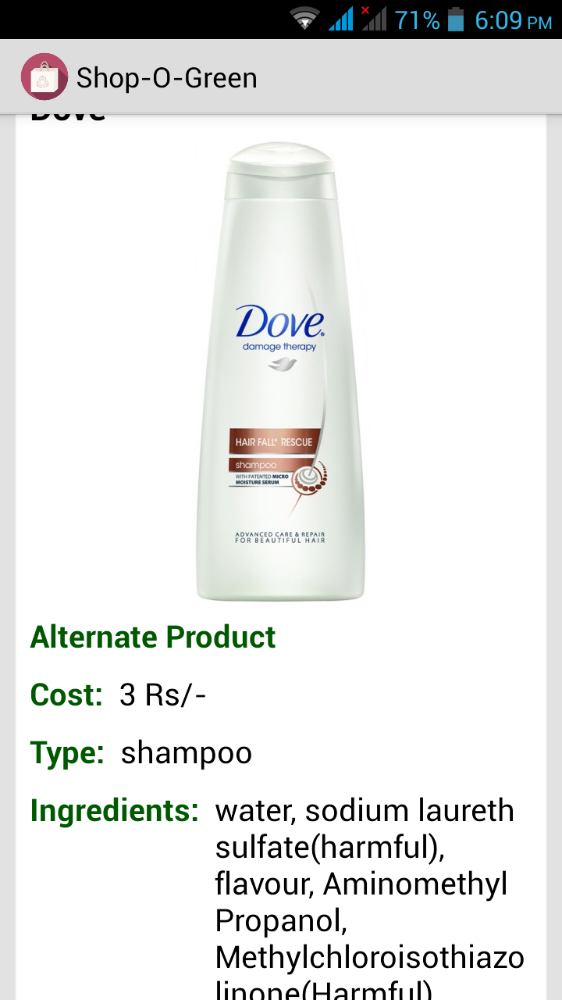 71% 6:09 PM
Shop-O-Green
Dove
Dove
damage therapy
HAIR FALL* RESCUE
shampoo
WITH PATENTED MICRO
MOISTURE SERUM
ADVANCED CARE & REPAIR
FOR BEAUTIFUL HAIR
Alternate Product
Cost: 3 Rs/-
Type: shampoo
Ingredients: water, sodium laureth
sulfate(harmful),
flavour, Aminomethyl
Propanol,
Methylchloroisothiazo
linone(Harmful)